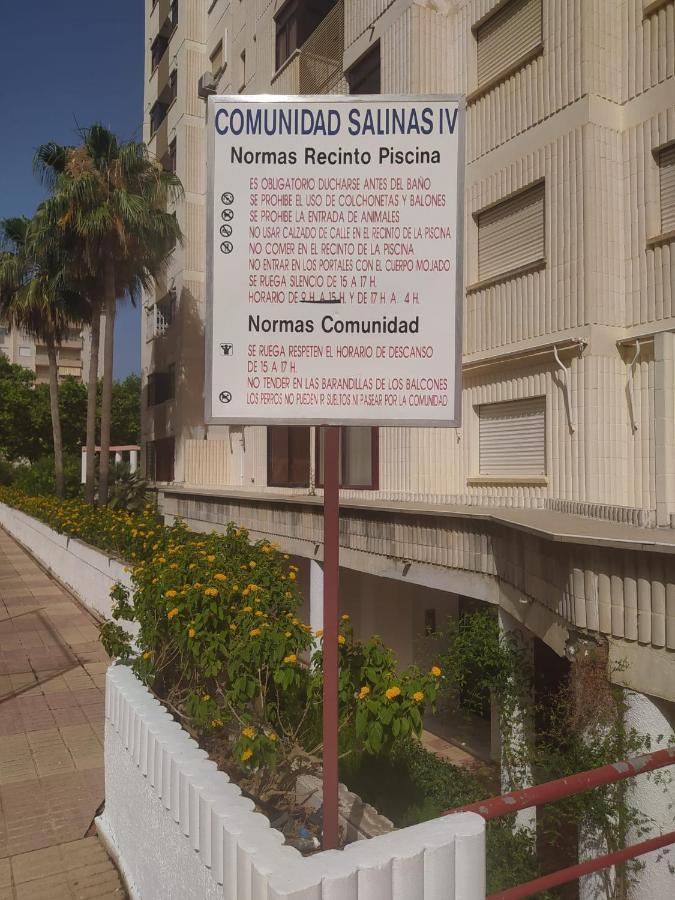 COMUNIDAD SALINAS IV
Normas Recinto Piscina
ES OBLIGATORIO DUCHARSE ANTES DEL BAÑO
SE PROHIBE EL USO DE COLCHONETAS Y BALONES
SE PROHIBE LA ENTRADA DE ANIMALES
NO USAR CALZADO DE CALLE EN EL RECINTO DE LA PISCINA
NO COMER EN EL RECINTO DE LA PISCINA
NO ENTRAR EN LOS PORTALES CON EL CUERPO MOJADO
SE RUEGA SILENCIO DE 15 A 17 H.
HORARIO DE 9 H. A 15 H. Y DE 17 H A 4 H.
Normas Comunidad
SE RUEGA RESPETEN EL HORARIO DE DESCANSO
DE 15 A 17 H.
NO TENDER EN LAS BARANDILLAS DE LOS BALCONES
LOS PERROS NO PUEDEN IR SUELTOS NI PASEAR POR LA COMUNIDAD